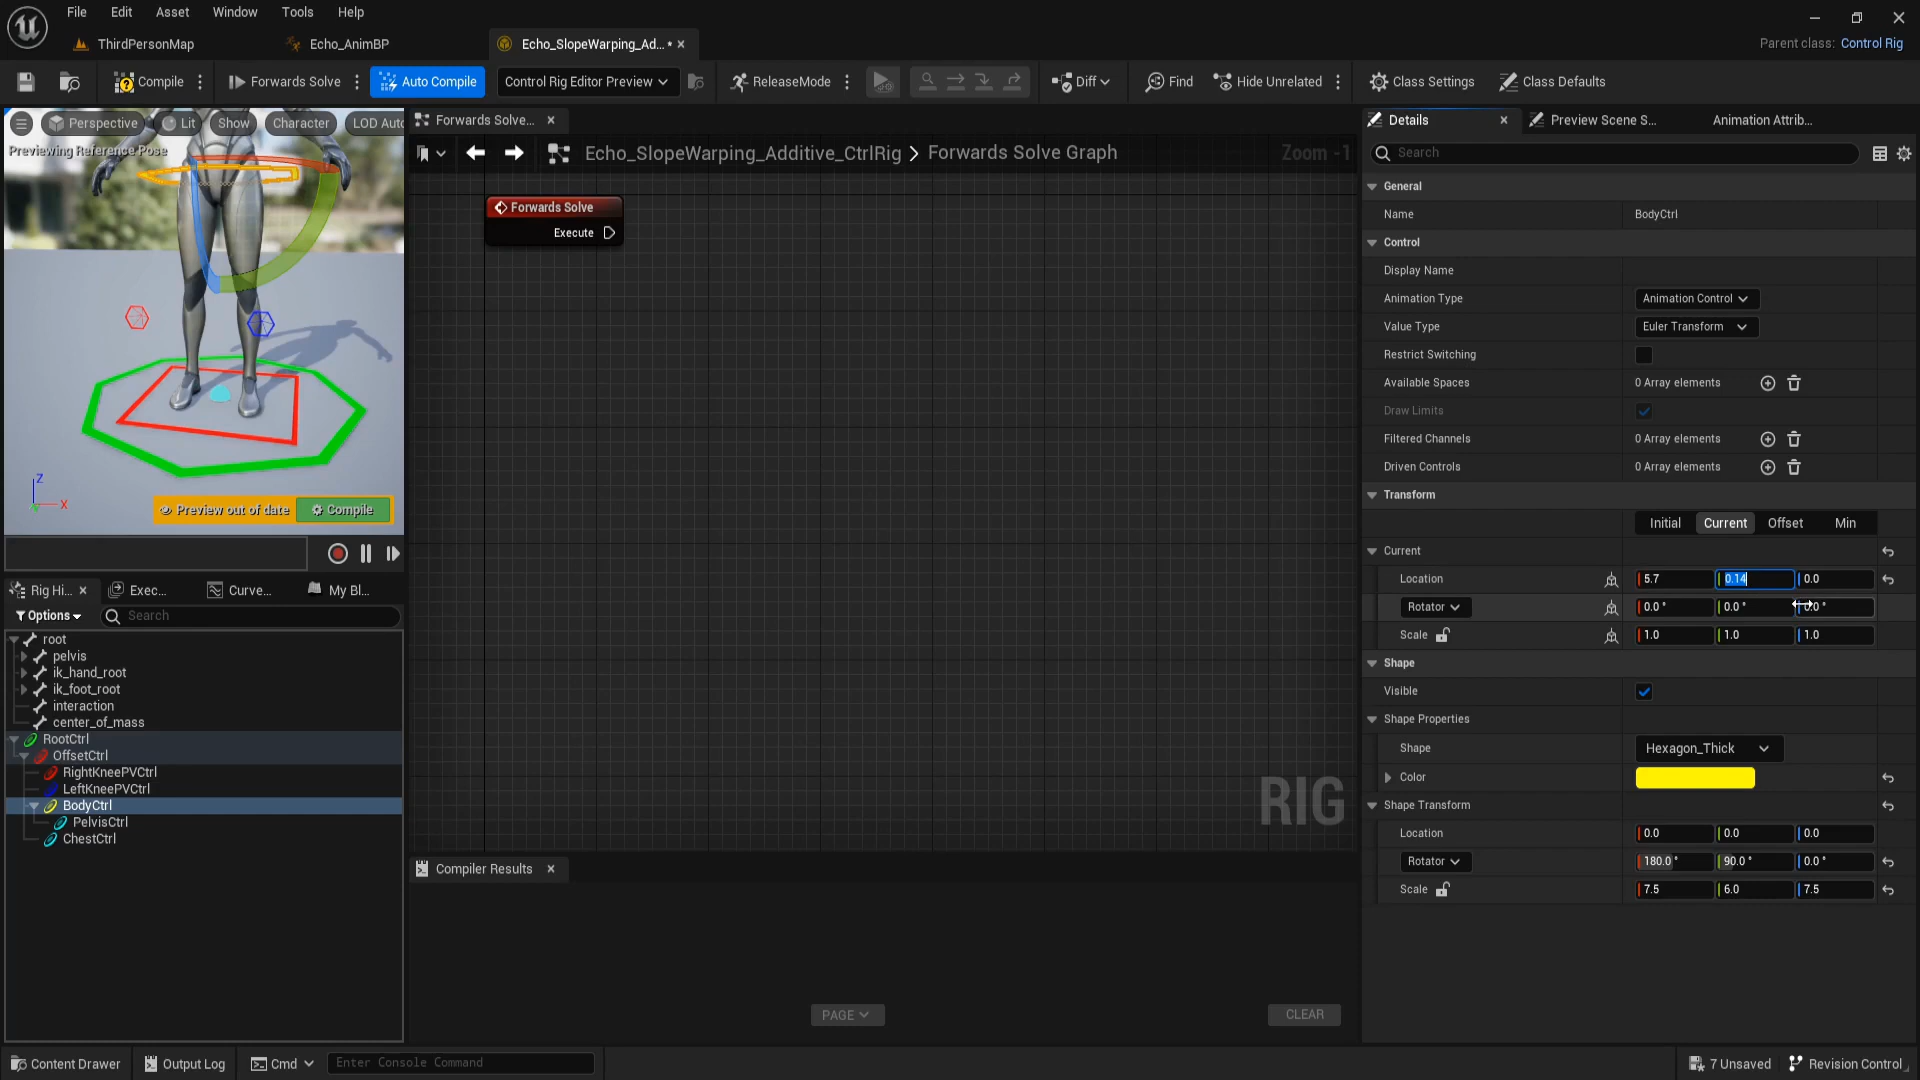 File Edit Asset Window Tools Help
ThirdPersonMap Echo_AnimBP Echo_SlopeWarping_Ad... •
Parent class: Control Rig
Compile Forwards Solve Auto Compile Control Rig Editor Preview ReleaseMode Diff Find Hide Unrelated Class Settings Class Defaults
Perspective Lit Show Character LOD Auto
Previewing Reference Pose
Z
X
Preview out of date Compile
Forwards Solve...
Echo_SlopeWarping_Additive_CtrlRig > Forwards Solve Graph
Zoom -1
Forwards Solve
Execute
RIG
Compiler Results
PAGE
CLEAR
Rig Hi... Exec... Curve... My Bl...
Options Search
root
pelvis
ik_hand_root
ik_foot_root
interaction
center_of_mass
RootCtrl
OffsetCtrl
RightKneePVCtrl
LeftKneePVCtrl
BodyCtrl
PelvisCtrl
ChestCtrl
Details Preview Scene S... Animation Attrib...
Search
General
Name BodyCtrl
Control
Display Name
Animation Type Animation Control
Value Type Euler Transform
Restrict Switching
Available Spaces 0 Array elements
Draw Limits
Filtered Channels 0 Array elements
Driven Controls 0 Array elements
Transform
Initial Current Offset Min
Current
Location 5.7 0.14 0.0
Rotator 0.0 ° 0.0 ° 0.0 °
Scale 1.0 1.0 1.0
Shape
Visible
Shape Properties
Shape Hexagon_Thick
Color
Shape Transform
Location 0.0 0.0 0.0
Rotator 180.0 ° 90.0 ° 0.0 °
Scale 7.5 6.0 7.5
Content Drawer Output Log Cmd Enter Console Command 7 Unsaved Revision Control